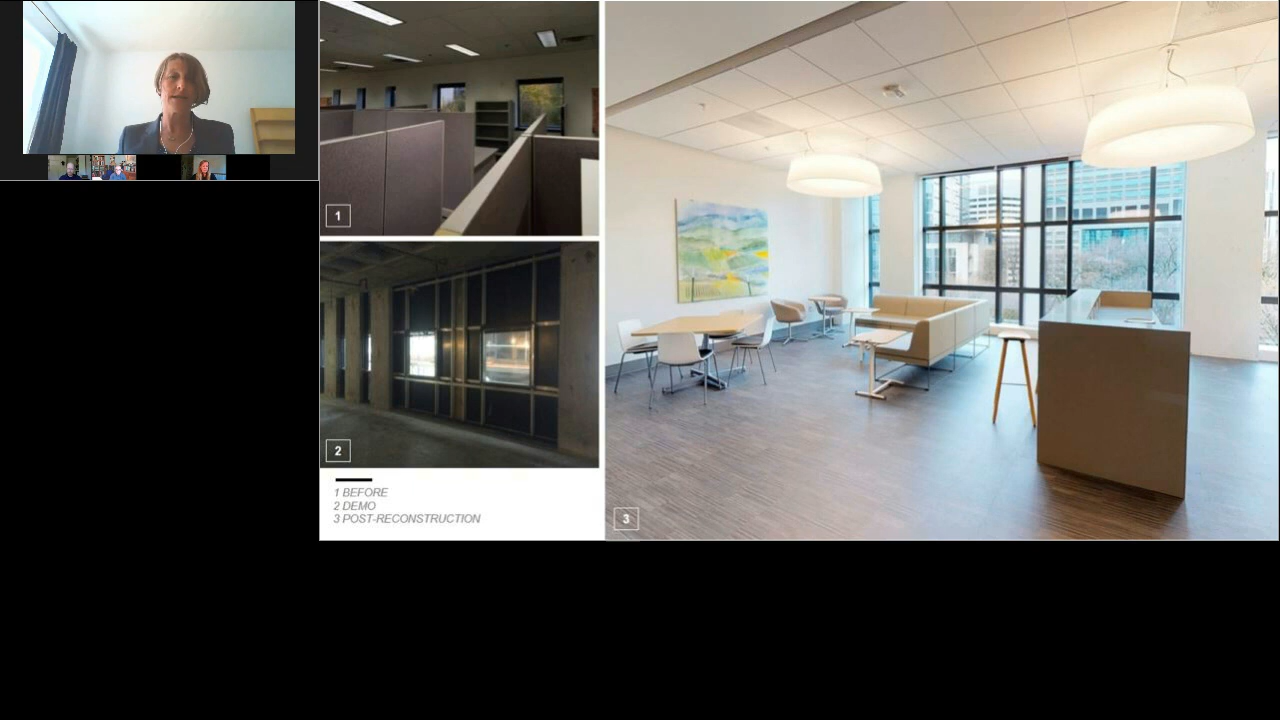 1
2
1 BEFORE
2 DEMO
3 POST-RECONSTRUCTION
3